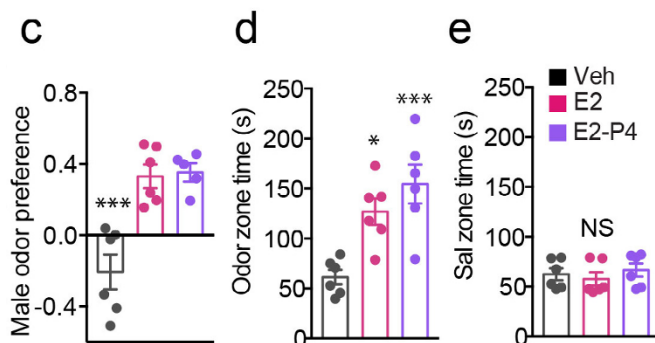 c
Male odor preference
0.8
0.4
0.0
-0.4
***
d
Odor zone time (s)
250
200
150
100
50
0
*
***
e
Sal zone time (s)
250
200
150
100
50
0
NS
Veh
E2
E2-P4